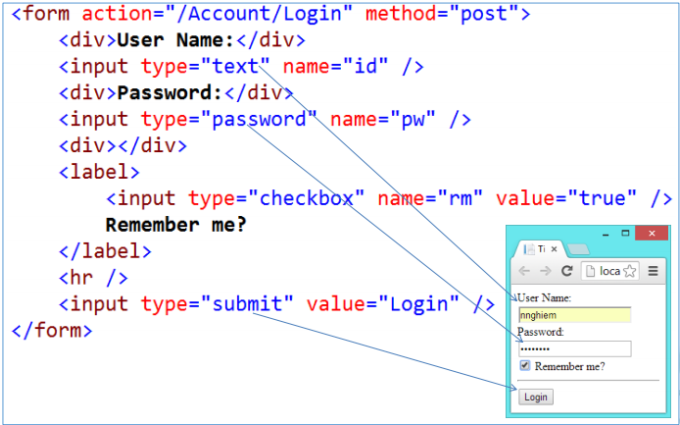 <form action="/Account/Login" method="post">
<div>User Name:</div>
<input type="text" name="id" />
<div>Password:</div>
<input type="password" name="pw" />
<div></div>
<label>
<input type="checkbox" name="rm" value="true" />
Remember me?
</label>
<hr />
<input type="submit" value="Login" />
</form>
Ti
loca
User Name:
nnghiem
Password:
••••••••
Remember me?
Login